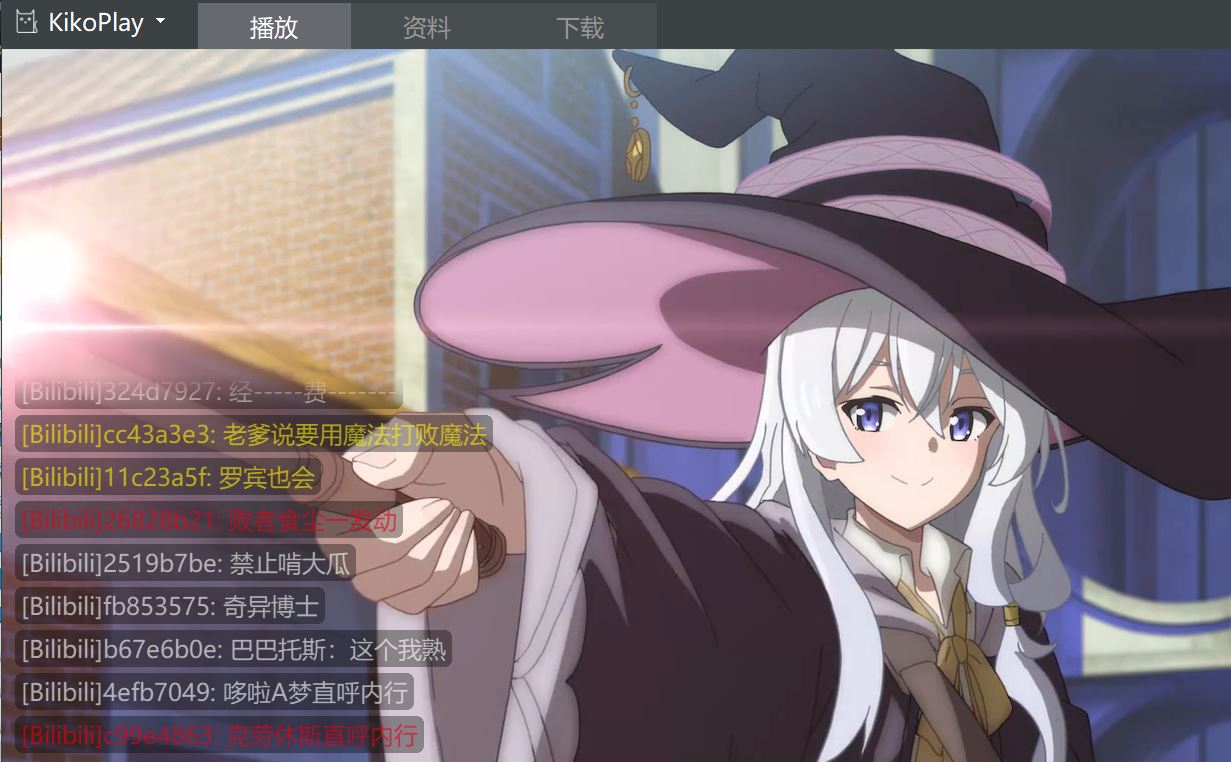 KikoPlay
播放
资料
下载
[Bilibili]324d7927: 经-----费-------
[Bilibili]cc43a3e3: 老爹说要用魔法打败魔法
[Bilibili]11c23a5f: 罗宾也会
[Bilibili]26828b21: 败者食尘一发动
[Bilibili]2519b7be: 禁止啃大瓜
[Bilibili]fb853575: 奇异博士
[Bilibili]b67e6b0e: 巴巴托斯：这个我熟
[Bilibili]4efb7049: 哆啦A梦直呼内行
[Bilibili]c99e4863: 克劳休斯直呼内行